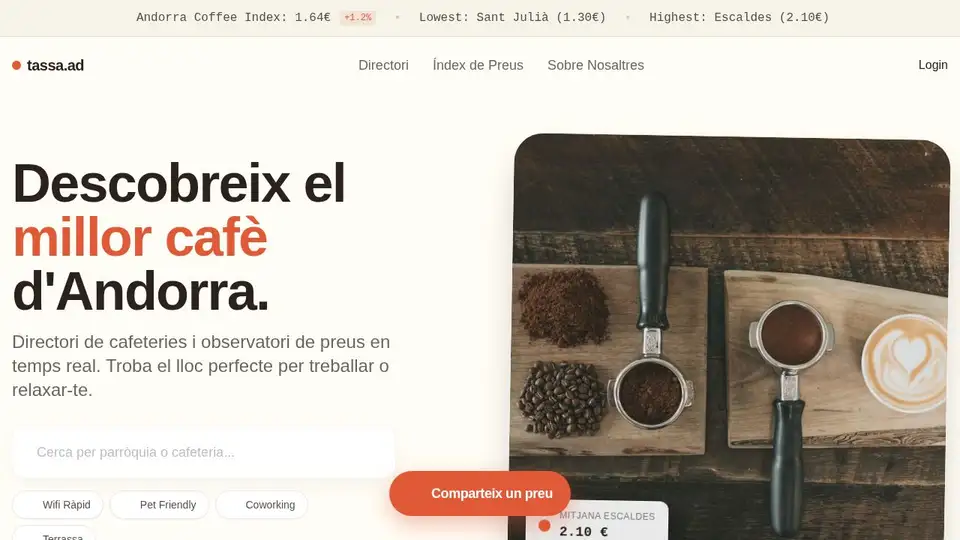 Andorra Coffee Index: 1.64€ +1.2% • Lowest: Sant Julià (1.30€) • Highest: Escaldes (2.10€)
tassa.ad
Directori Índex de Preus Sobre Nosaltres
Login
Descobreix el
millor cafè
d'Andorra.
Directori de cafeteries i observatori de preus en
temps real. Troba el lloc perfecte per treballar o
relaxar-te.
Cerca per parròquia o cafeteria...
Wifi Ràpid Pet Friendly Coworking
Terrassa
Comparteix un preu
MITJANA ESCALDES
2.10 €